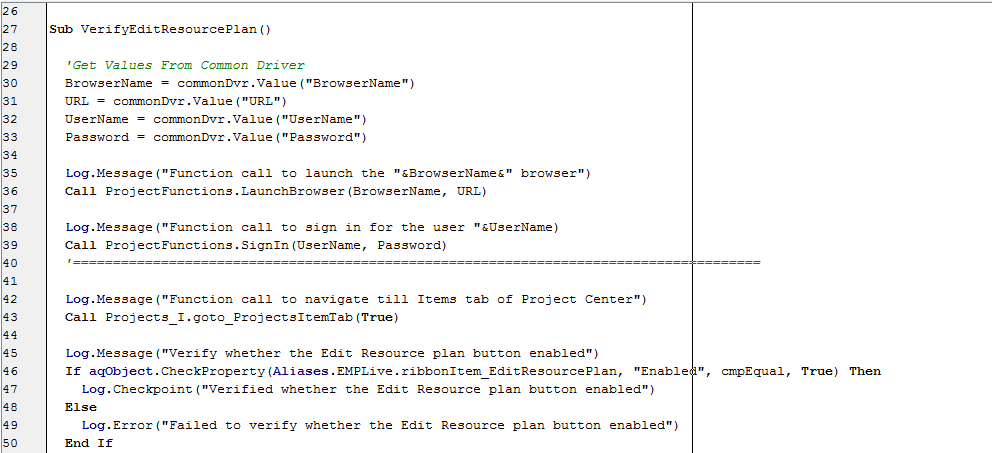 26
27 Sub VerifyEditResourcePlan()
28
29 'Get Values From Common Driver
30 BrowserName = commonDvr.Value("BrowserName")
31 URL = commonDvr.Value("URL")
32 UserName = commonDvr.Value("UserName")
33 Password = commonDvr.Value("Password")
34
35 Log.Message("Function call to launch the "&BrowserName&" browser")
36 Call ProjectFunctions.LaunchBrowser(BrowserName, URL)
37
38 Log.Message("Function call to sign in for the user "&UserName)
39 Call ProjectFunctions.SignIn(UserName, Password)
40 '======================================================================================
41
42 Log.Message("Function call to navigate till Items tab of Project Center")
43 Call Projects_I.goto_ProjectsItemTab(True)
44
45 Log.Message("Verify whether the Edit Resource plan button enabled")
46 If aqObject.CheckProperty(Aliases.EMPLive.ribbonItem_EditResourcePlan, "Enabled", cmpEqual, True) Then
47 Log.Checkpoint("Verified whether the Edit Resource plan button enabled")
48 Else
49 Log.Error("Failed to verify whether the Edit Resource plan button enabled")
50 End If